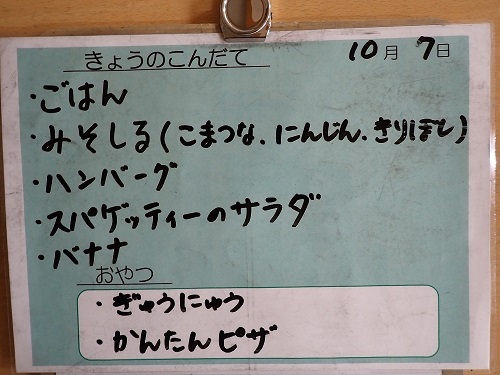 きょうのこんだて 10月7日
・ごはん
・みそしる(こまつな、にんじん、きりぼし)
・ハンバーグ
・スパゲッティーのサラダ
・バナナ
おやつ
・ぎゅうにゅう
・かんたんピザ